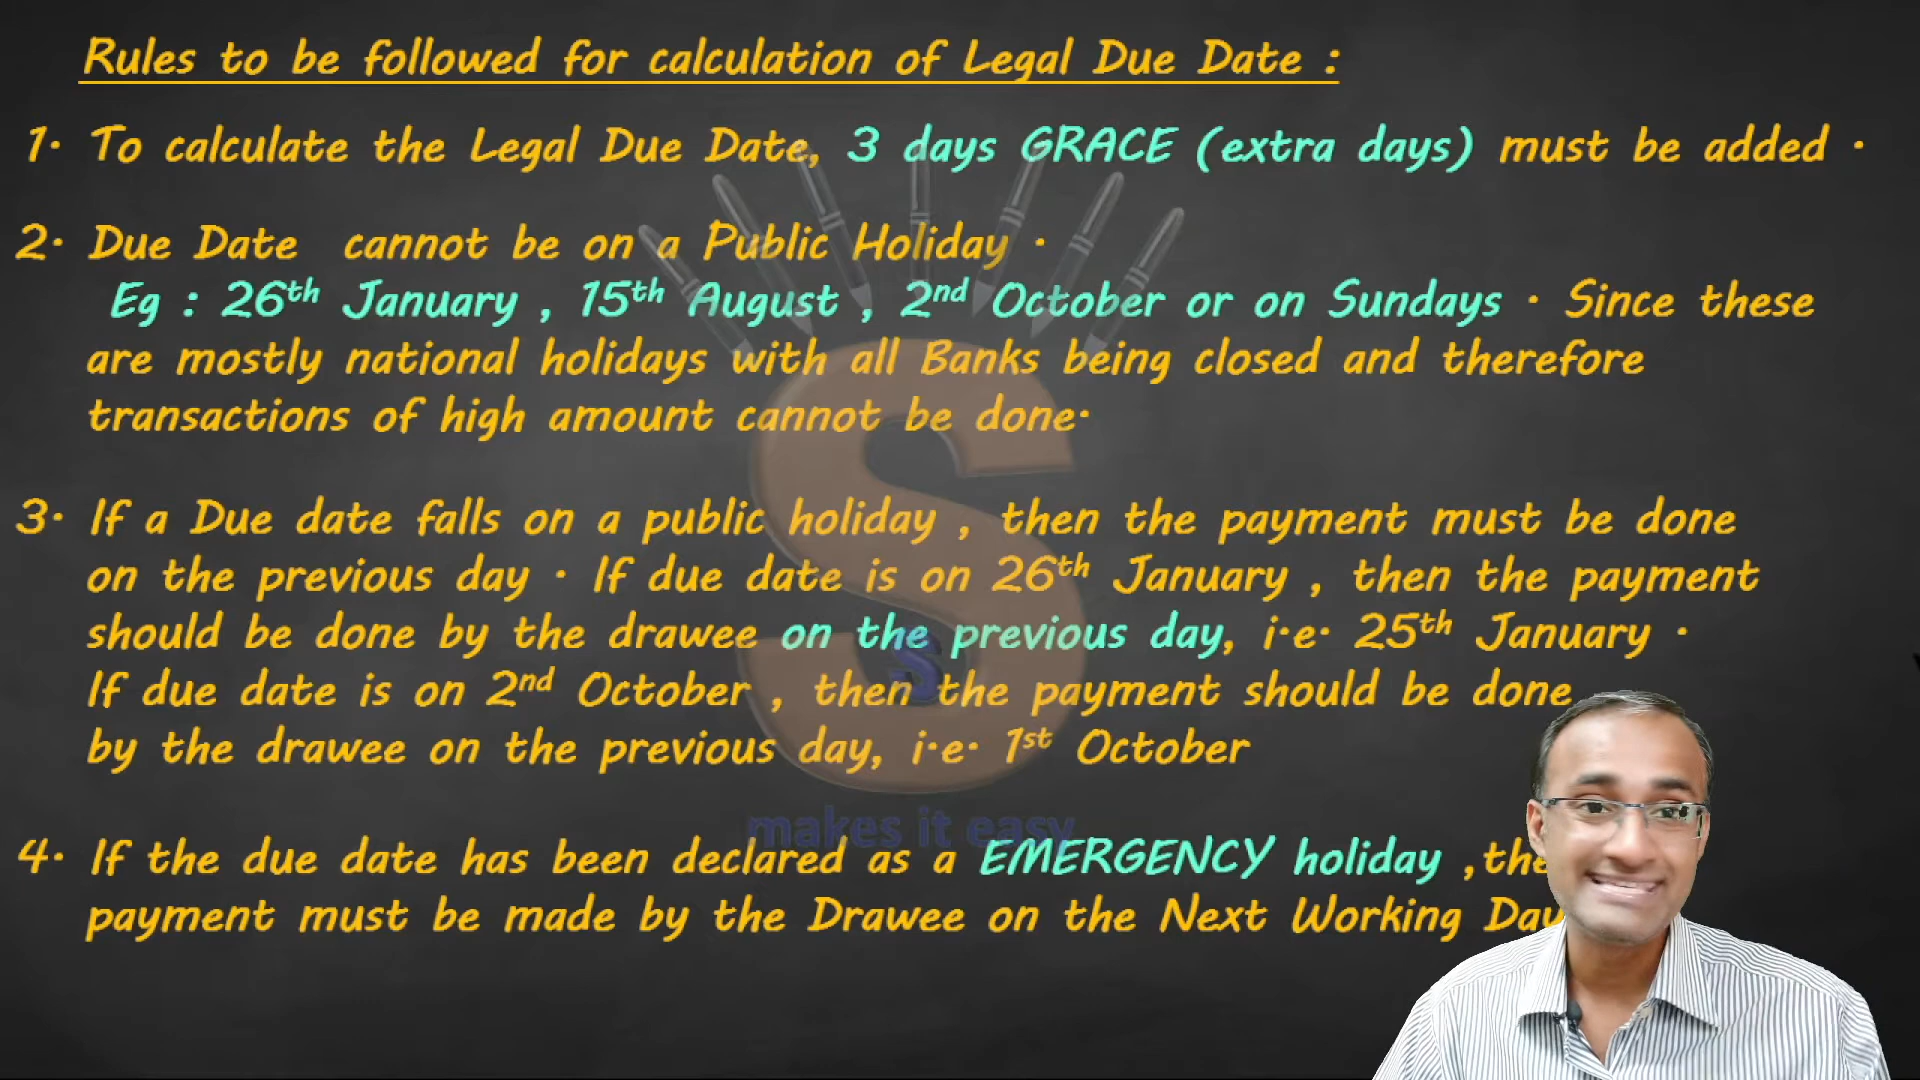 Rules to be followed for calculation of Legal Due Date :
1. To calculate the Legal Due Date, 3 days GRACE (extra days) must be added .
2. Due Date cannot be on a Public Holiday .
Eg : 26th January , 15th August , 2nd October or on Sundays . Since these
are mostly national holidays with all Banks being closed and therefore
transactions of high amount cannot be done.
3. If a Due date falls on a public holiday , then the payment must be done
on the previous day . If due date is on 26th January , then the payment
should be done by the drawee on the previous day, i.e. 25th January .
If due date is on 2nd October , then the payment should be done
by the drawee on the previous day, i.e. 1st October
makes it easy
4. If the due date has been declared as a EMERGENCY holiday ,
payment must be made by the Drawee on the Next Working Day